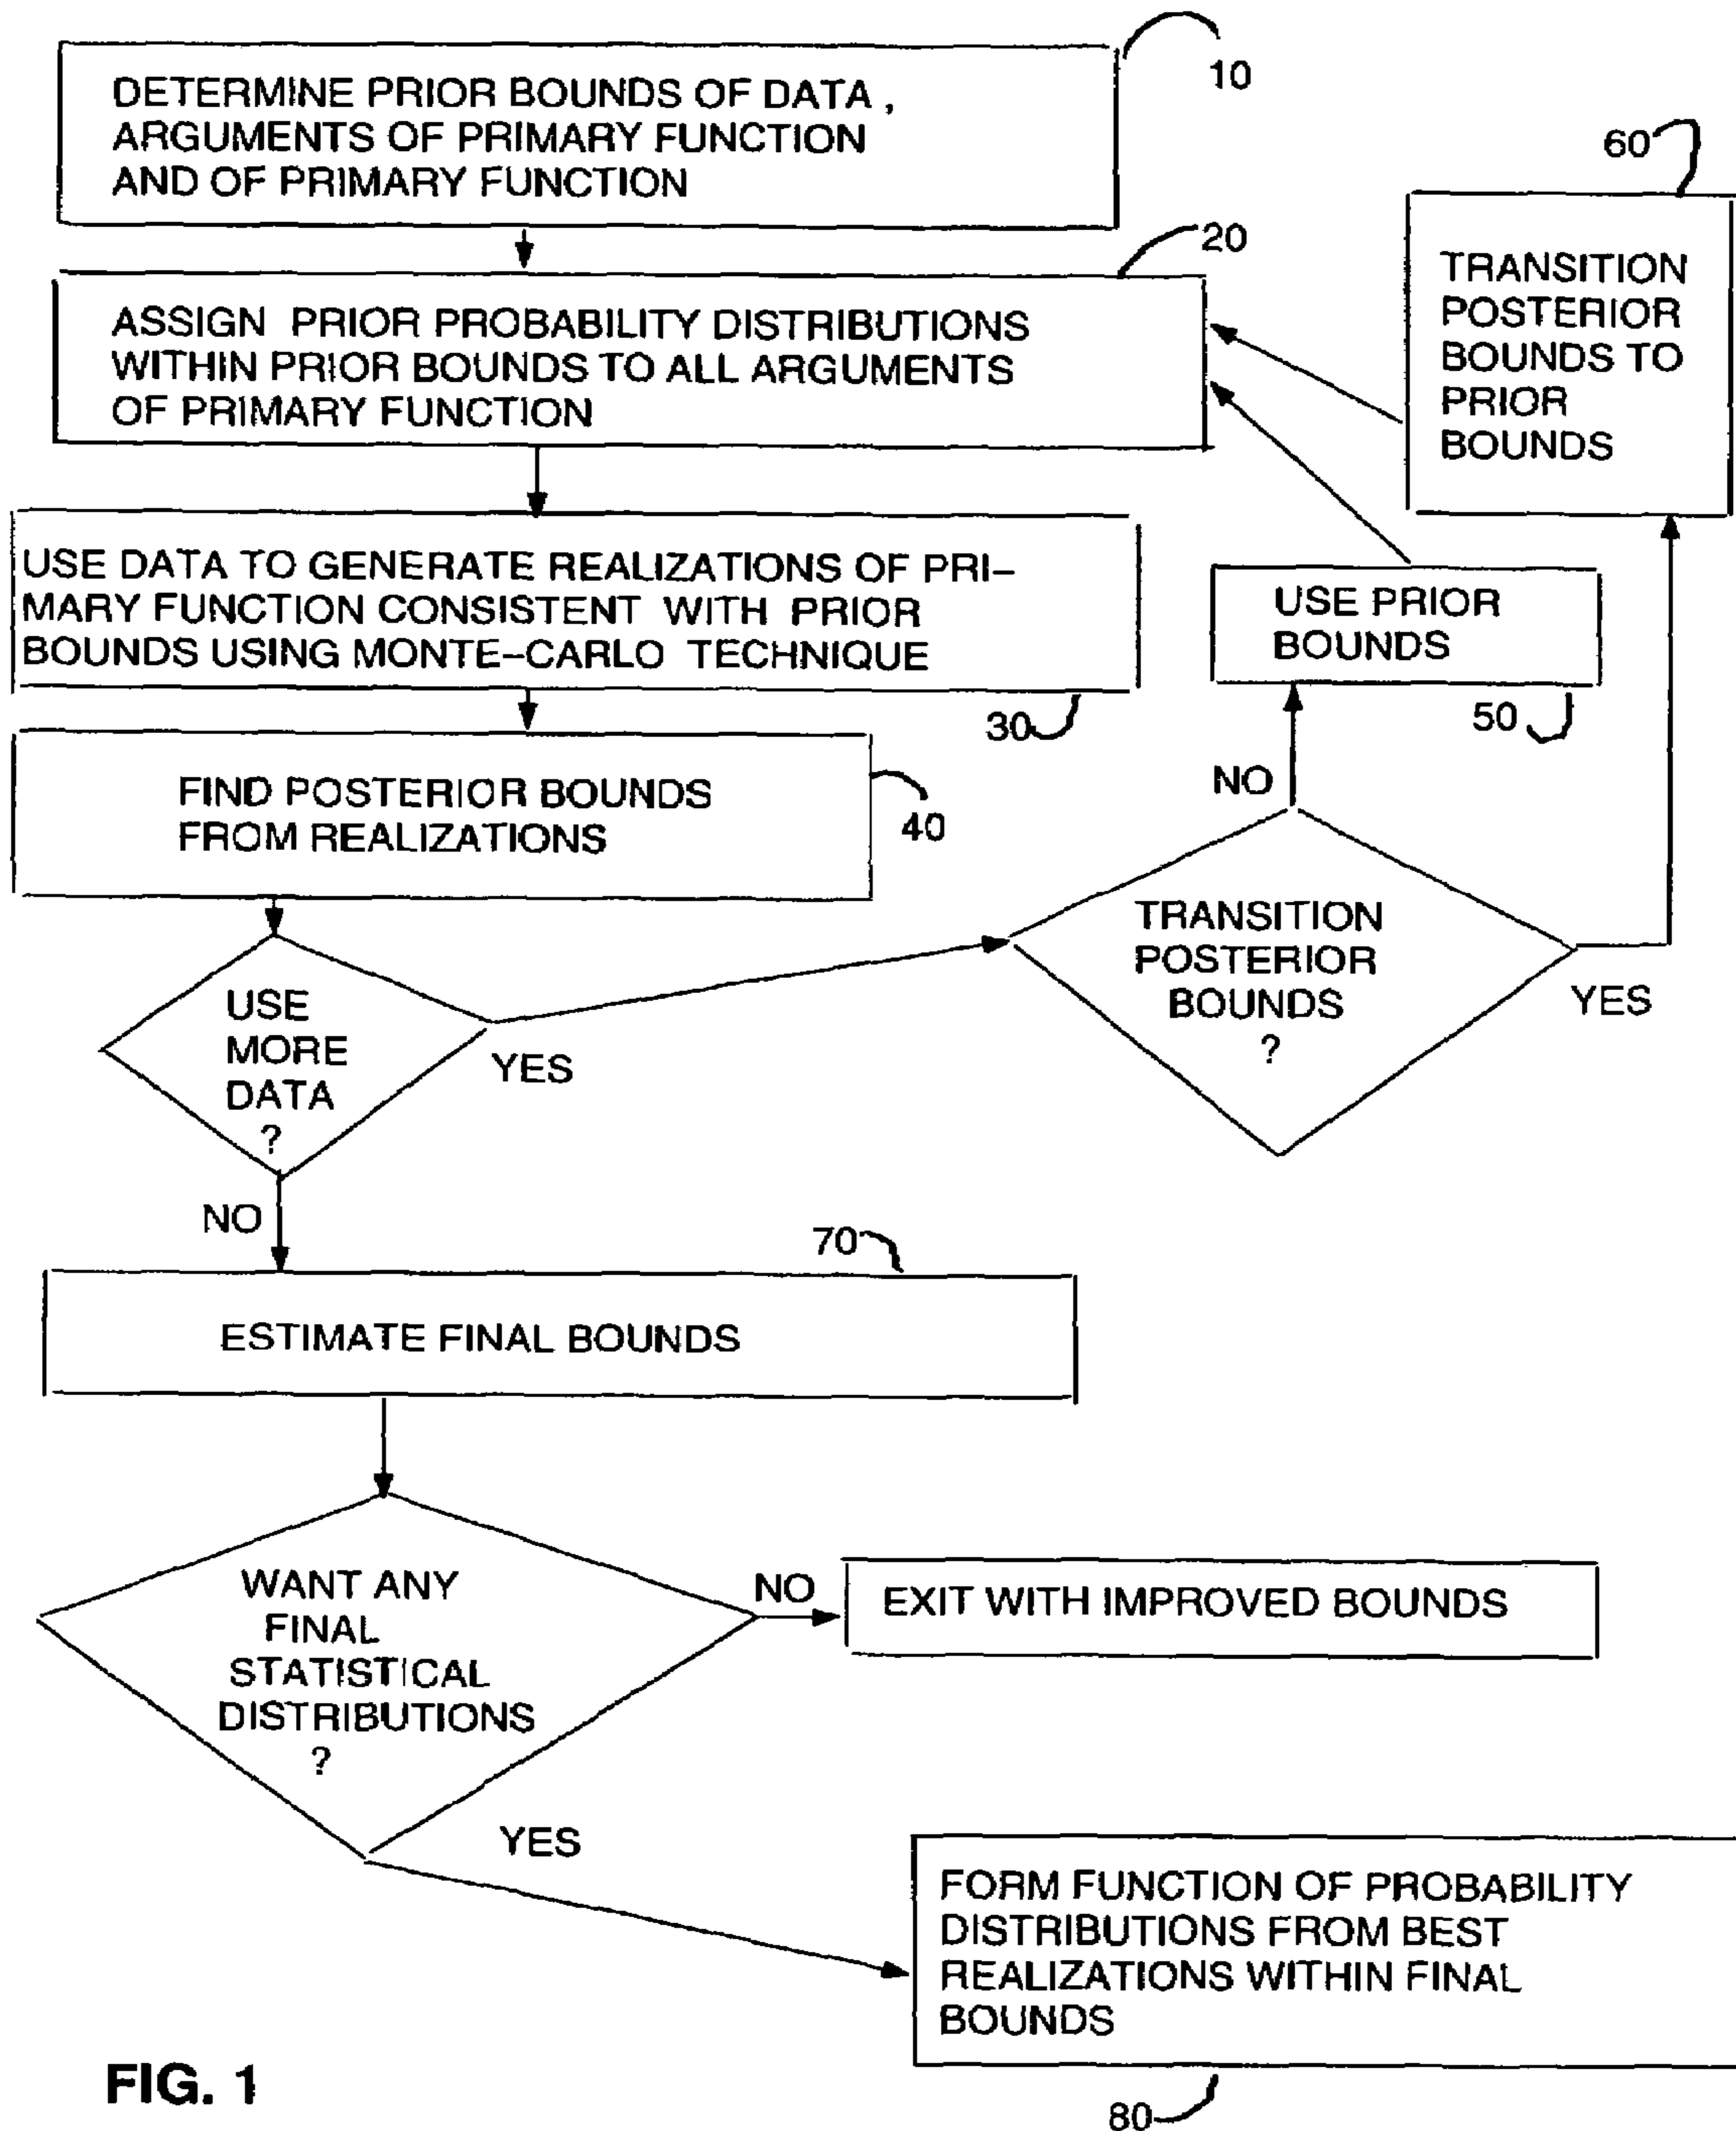 10
DETERMINE PRIOR BOUNDS OF DATA ,
ARGUMENTS OF PRIMARY FUNCTION
AND OF PRIMARY FUNCTION
20
ASSIGN PRIOR PROBABILITY DISTRIBUTIONS
WITHIN PRIOR BOUNDS TO ALL ARGUMENTS
OF PRIMARY FUNCTION
60
TRANSITION
POSTERIOR
BOUNDS TO
PRIOR
BOUNDS
USE DATA TO GENERATE REALIZATIONS OF PRI–
MARY FUNCTION CONSISTENT WITH PRIOR
BOUNDS USING MONTE–CARLO TECHNIQUE
30
USE PRIOR
BOUNDS
50
FIND POSTERIOR BOUNDS
FROM REALIZATIONS
40
NO
TRANSITION
POSTERIOR
BOUNDS
?
YES
USE
MORE
DATA
?
YES
NO
70
ESTIMATE FINAL BOUNDS
WANT ANY
FINAL
STATISTICAL
DISTRIBUTIONS
?
NO
EXIT WITH IMPROVED BOUNDS
YES
FORM FUNCTION OF PROBABILITY
DISTRIBUTIONS FROM BEST
REALIZATIONS WITHIN FINAL
BOUNDS
80
FIG. 1